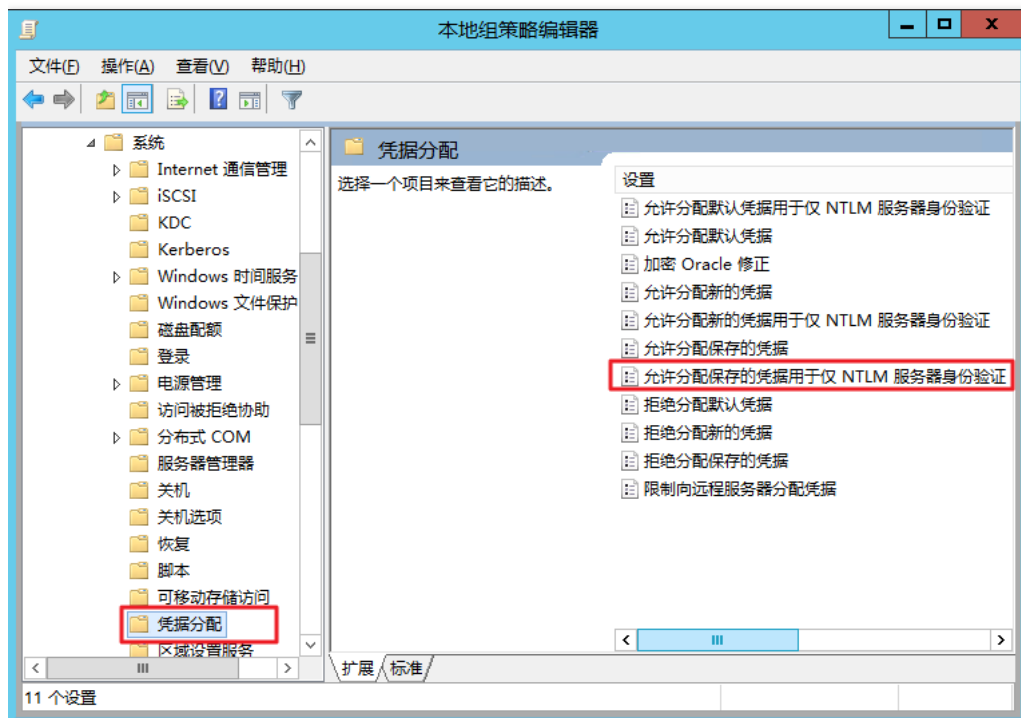 本地组策略编辑器
文件(F) 操作(A) 查看(V) 帮助(H)
系统
Internet 通信管理
iSCSI
KDC
Kerberos
Windows 时间服务
Windows 文件保护
磁盘配额
登录
电源管理
访问被拒绝协助
分布式 COM
服务器管理器
关机
关机选项
恢复
脚本
可移动存储访问
凭据分配
区域设置服务
凭据分配
选择一个项目来查看它的描述。
设置
允许分配默认凭据用于仅 NTLM 服务器身份验证
允许分配默认凭据
加密 Oracle 修正
允许分配新的凭据
允许分配新的凭据用于仅 NTLM 服务器身份验证
允许分配保存的凭据
允许分配保存的凭据用于仅 NTLM 服务器身份验证
拒绝分配默认凭据
拒绝分配新的凭据
拒绝分配保存的凭据
限制向远程服务器分配凭据
扩展 标准
11 个设置